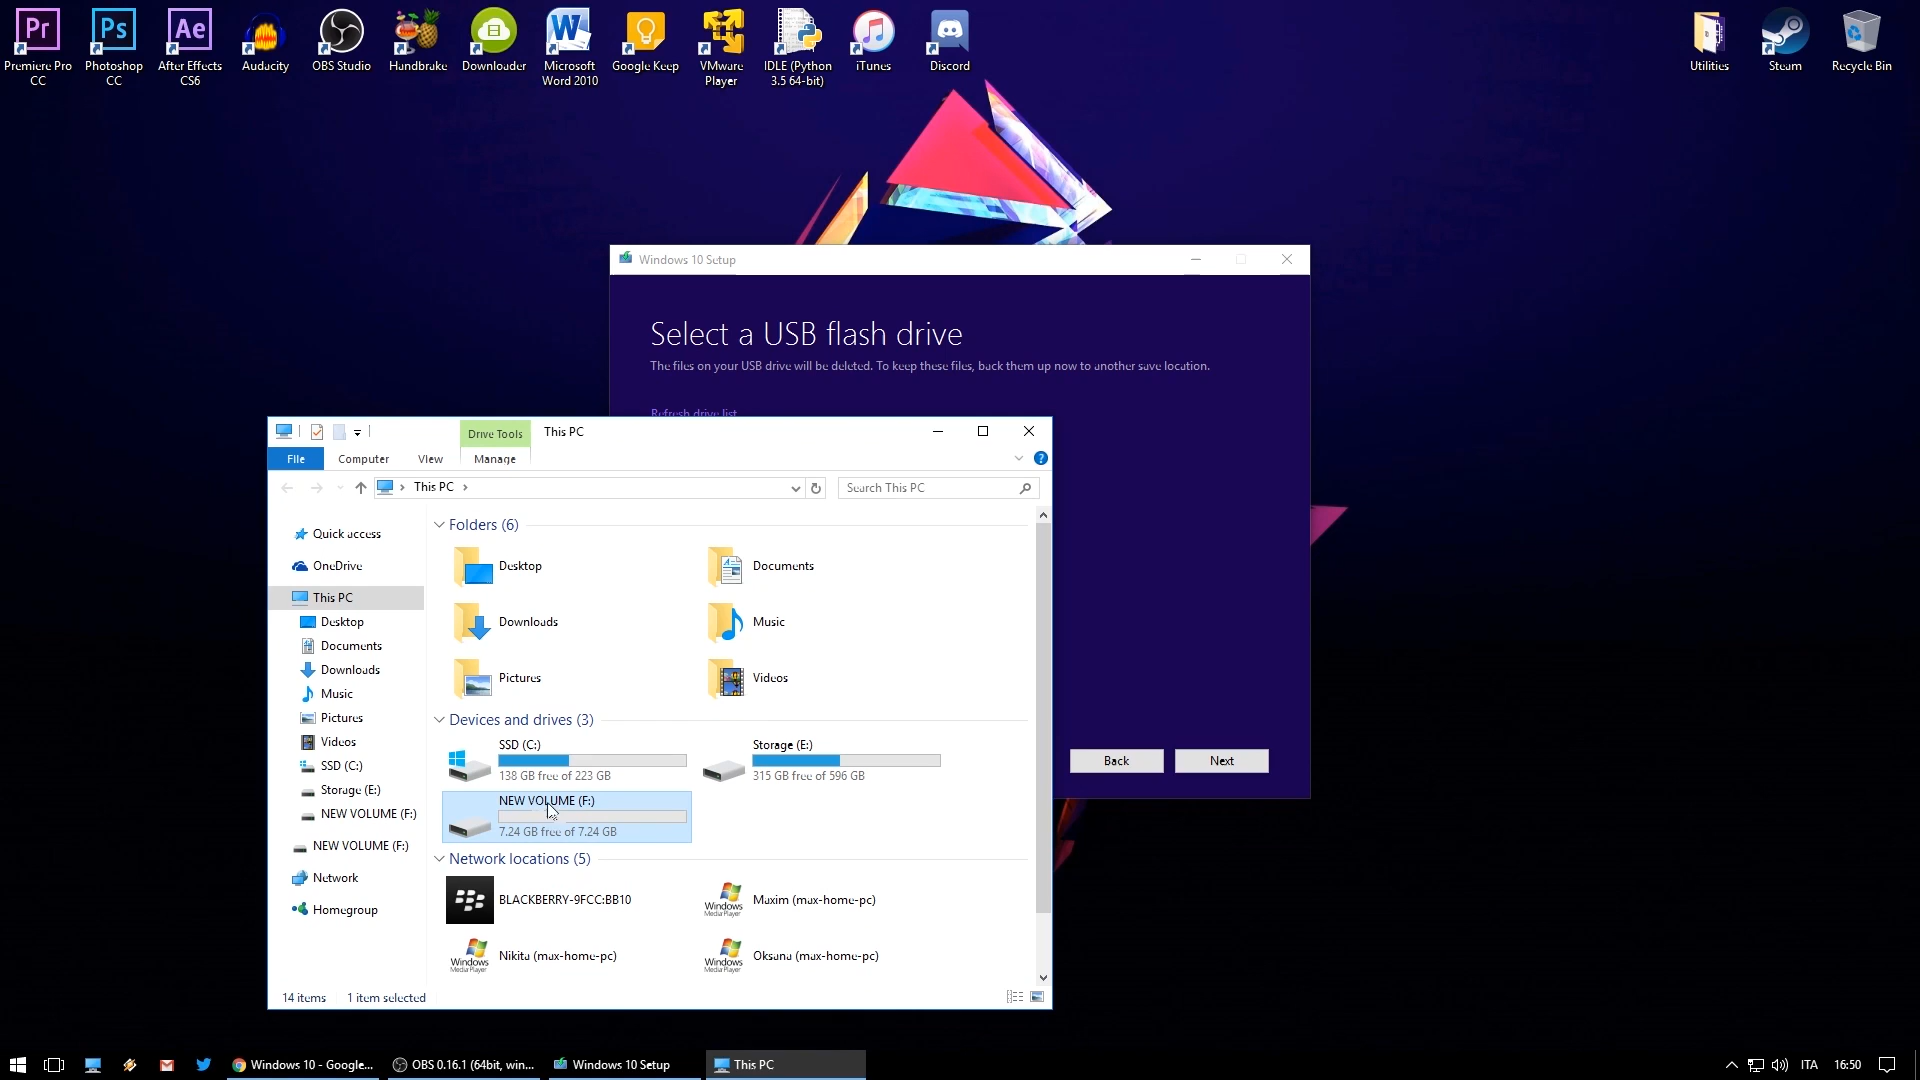 Premiere Pro CC
Photoshop CC
After Effects CS6
Audacity
OBS Studio
Handbrake
Downloader
Microsoft Word 2010
Google Keep
VMware Player
IDLE (Python 3.5 64-bit)
iTunes
Discord
Utilities
Steam
Recycle Bin
Windows 10 Setup
Select a USB flash drive
The files on your USB drive will be deleted. To keep these files, back them up now to another save location.
Refresh drive list
Back
Next
Drive Tools
This PC
File
Computer
View
Manage
This PC
Search This PC
Quick access
OneDrive
This PC
Desktop
Documents
Downloads
Music
Pictures
Videos
SSD (C:)
Storage (E:)
NEW VOLUME (F:)
NEW VOLUME (F:)
Network
Homegroup
Folders (6)
Desktop
Documents
Downloads
Music
Pictures
Videos
Devices and drives (3)
SSD (C:)
138 GB free of 223 GB
Storage (E:)
315 GB free of 596 GB
NEW VOLUME (F:)
7.24 GB free of 7.24 GB
Network locations (5)
BLACKBERRY-9FCC:BB10
Windows Media Player
Maxim (max-home-pc)
Windows Media Player
Nikita (max-home-pc)
Windows Media Player
Oksana (max-home-pc)
14 items
1 item selected
Windows 10 - Google...
OBS 0.16.1 (64bit, win...
Windows 10 Setup
This PC
ITA
16:50